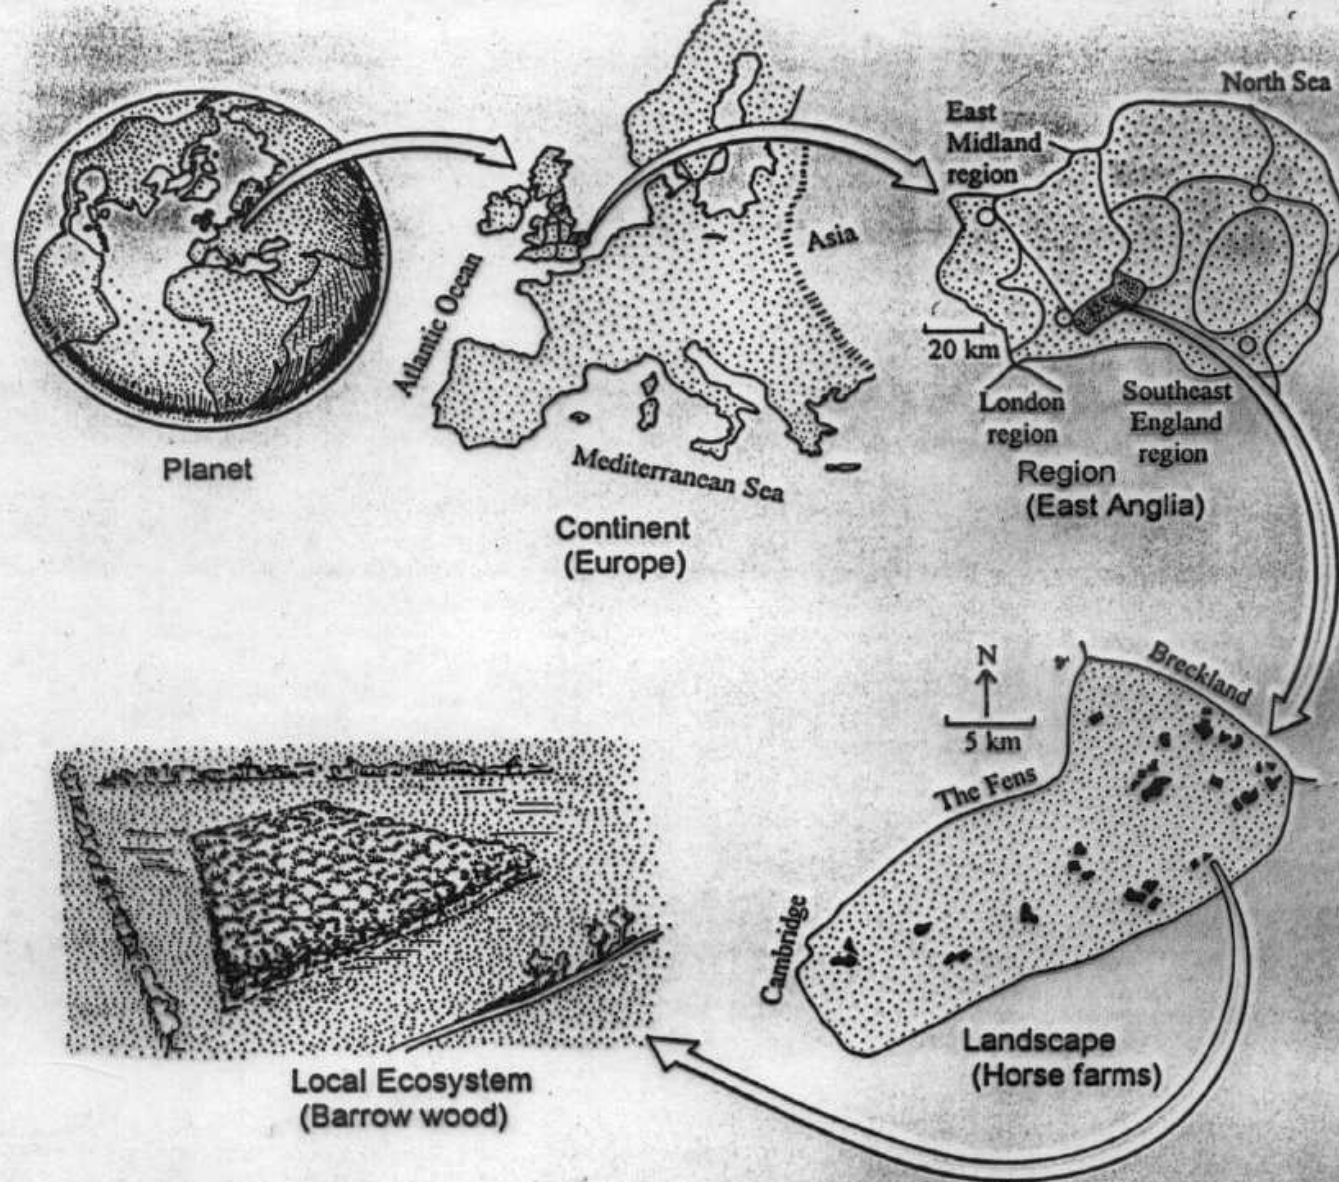 North Sea
East
Midland
region
Asia
Atlantic Ocean
20 km
London
region
Southeast
England
region
Planet
Mediterranean Sea
Region
(East Anglia)
Continent
(Europe)
N
5 km
Breckland
The Fens
Cambridge
Landscape
(Horse farms)
Local Ecosystem
(Barrow wood)